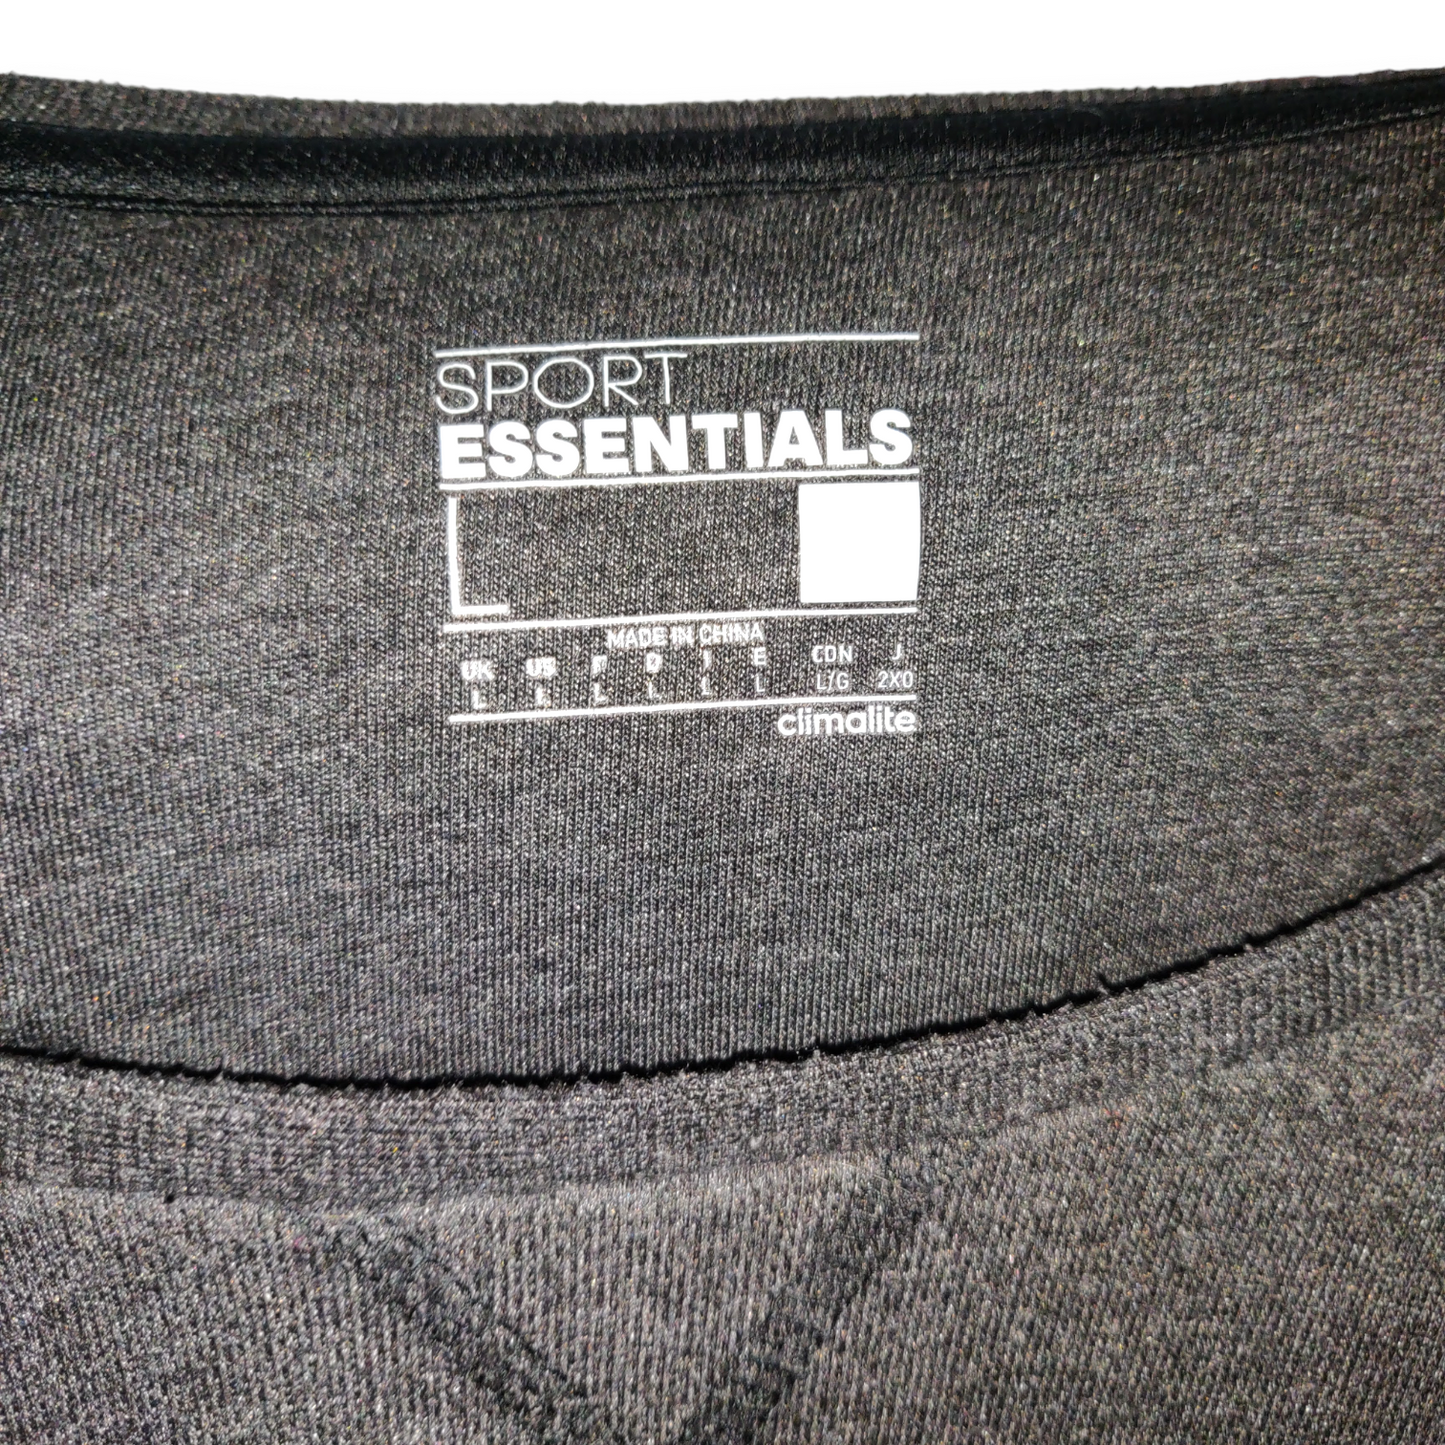 SPORT
ESSENTIALS
L
MADE IN CHINA
UK US F D I E CDN J
L L L L L L L/G 2XO
climalite